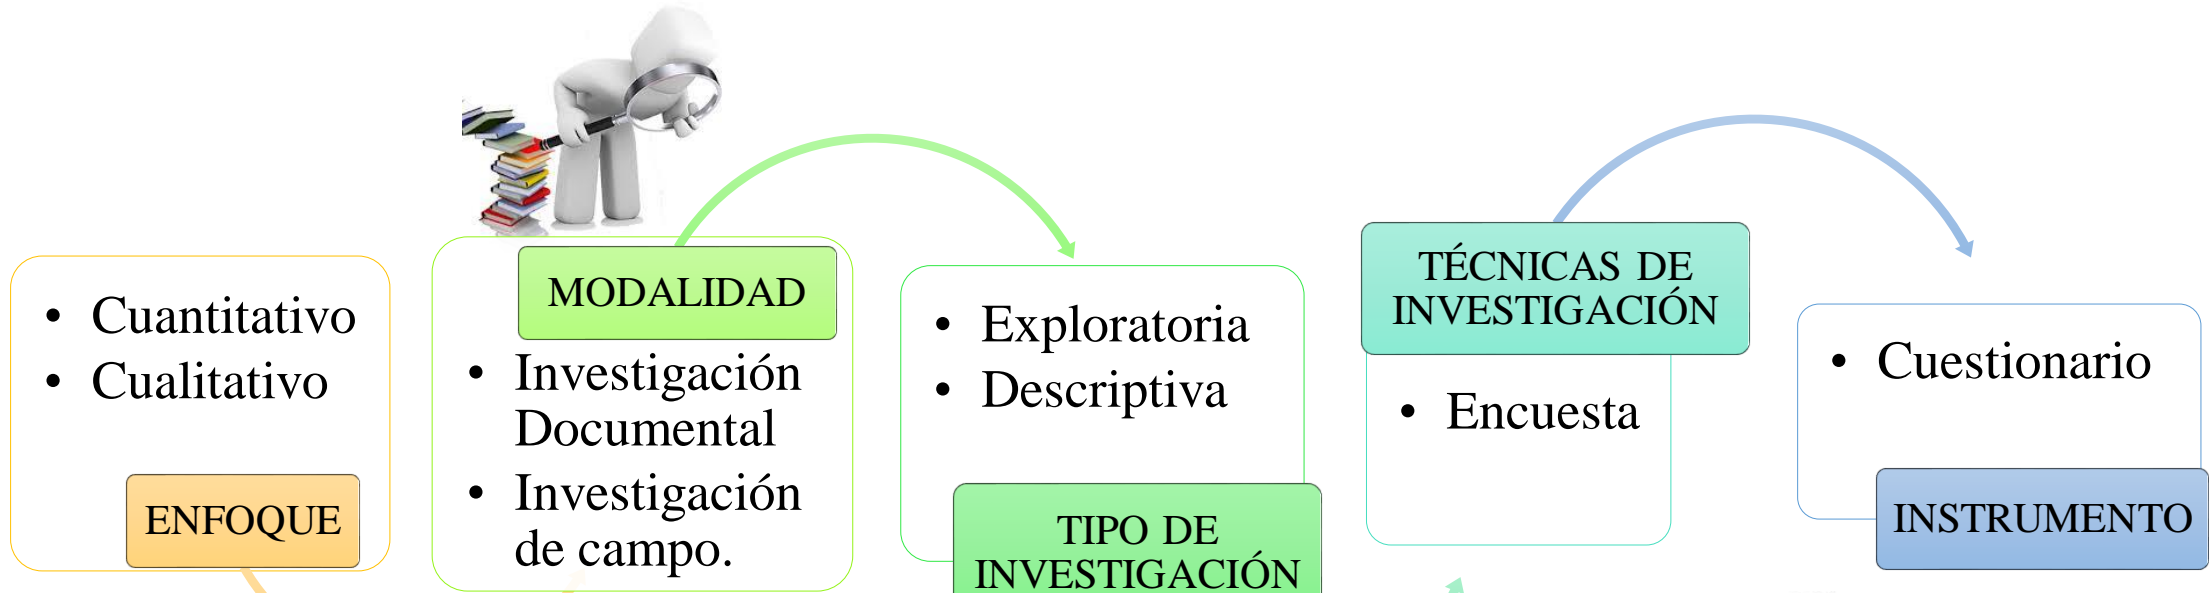 • Cuantitativo
• Cualitativo
ENFOQUE
MODALIDAD
• Investigación
Documental
• Investigación
de campo.
• Exploratoria
• Descriptiva
TIPO DE
INVESTIGACIÓN
TÉCNICAS DE
INVESTIGACIÓN
• Encuesta
• Cuestionario
INSTRUMENTO